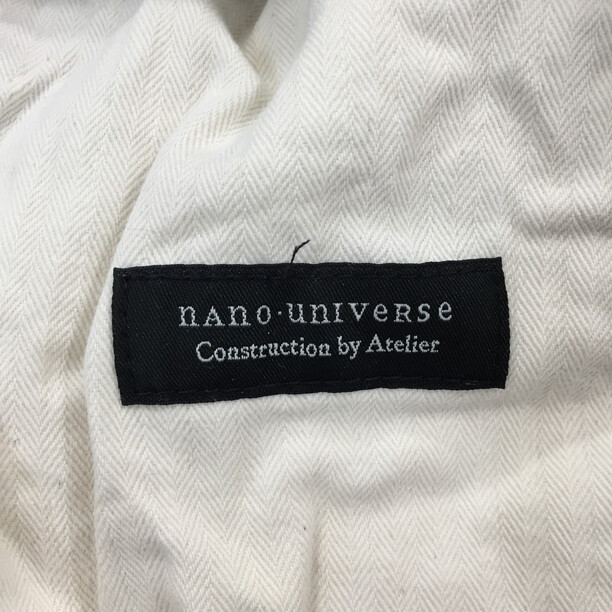 nano·universe
Construction by Atelier